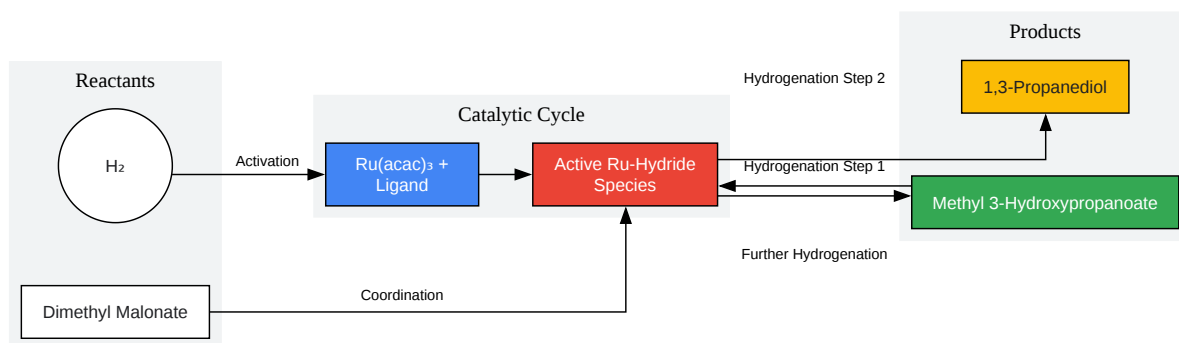 Reactants
H₂
Dimethyl Malonate
Activation
Coordination
Catalytic Cycle
Ru(acac)₃ +
Ligand
Active Ru-Hydride
Species
Hydrogenation Step 2
Hydrogenation Step 1
Further Hydrogenation
Products
1,3-Propanediol
Methyl 3-Hydroxypropanoate